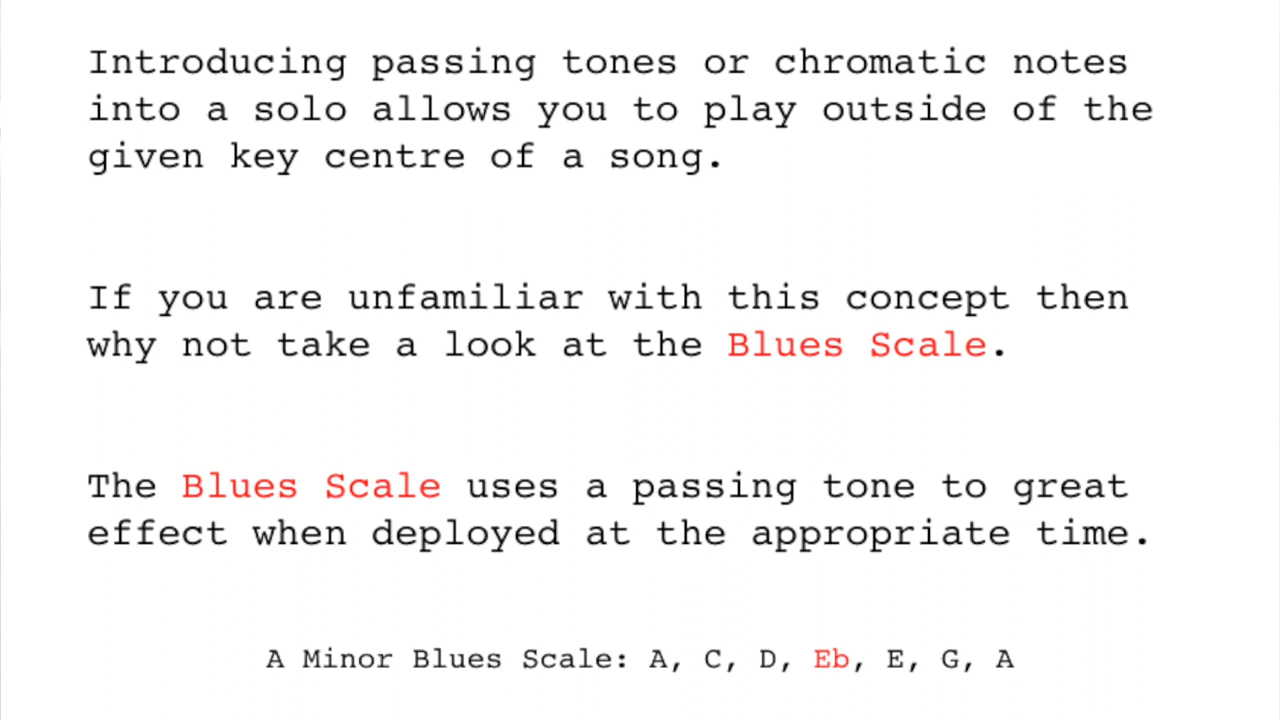 Introducing passing tones or chromatic notes
into a solo allows you to play outside of the
given key centre of a song.
If you are unfamiliar with this concept then
why not take a look at the Blues Scale.
The Blues Scale uses a passing tone to great
effect when deployed at the appropriate time.
A Minor Blues Scale: A, C, D, Eb, E, G, A